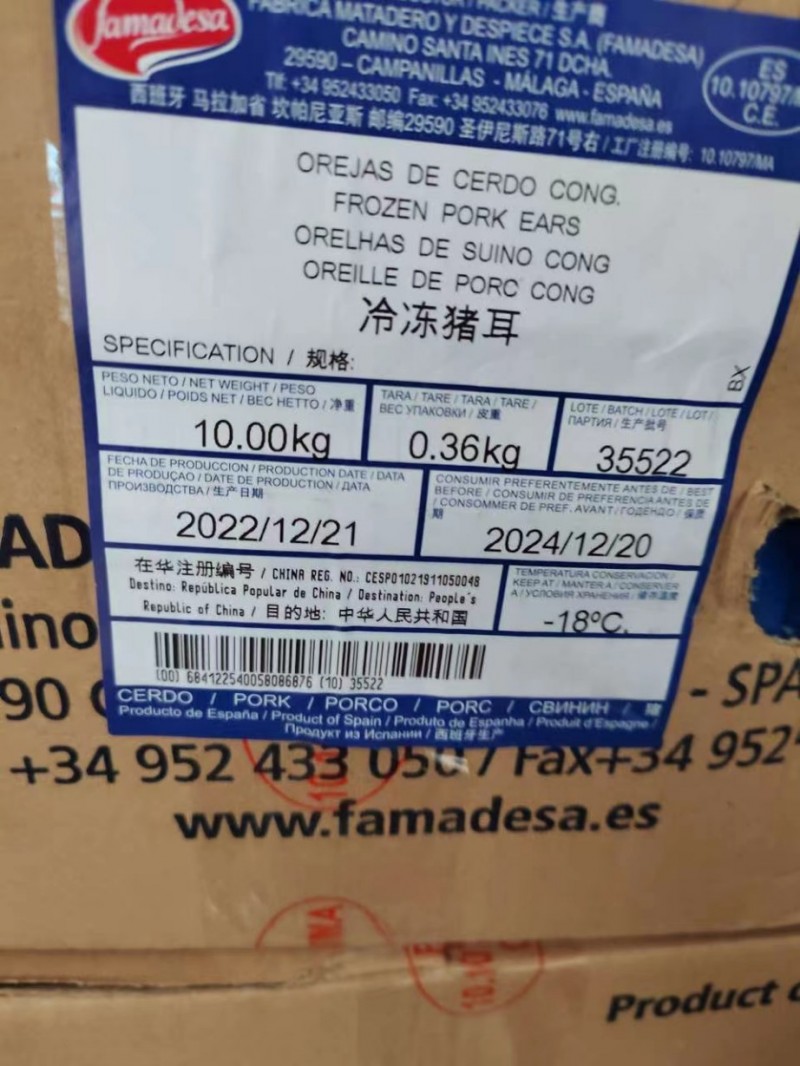 famadesa
PACKER / 生产商
FABRICA MATADERO Y DESPIECE S.A. (FAMADESA)
CAMINO SANTA INES 71 DCHA.
29590 – CAMPANILLAS - MÁLAGA - ESPAÑA
Tlf: +34 952433050 Fax: +34 952433076 www.famadesa.es
西班牙 马拉加省 坎帕尼亚斯 邮编29590 圣伊尼斯路71号右 / 工厂注册编号: 10.10797/MA
ES
10.10797/M
C.E.
OREJAS DE CERDO CONG.
FROZEN PORK EARS
ORELHAS DE SUINO CONG
OREILLE DE PORC CONG
冷冻猪耳
SPECIFICATION / 规格:
BX
PESO NETO / NET WEIGHT / PESO
LIQUIDO / POIDS NET / ВЕС НЕТТО / 净重
10.00kg
TARA / TARE / TARA / TARE /
ВЕС УПАКОВКИ / 皮重
0.36kg
LOTE / BATCH / LOTE / LOT /
ПАРТИЯ / 生产批号
35522
FECHA DE PRODUCCION / PRODUCTION DATE / DATA
DE PRODUÇAO / DATE DE PRODUCTION / ДАТА
ПРОИЗВОДСТВА / 生产日期
2022/12/21
CONSUMIR PREFERENTEMENTE ANTES DE / BEST
BEFORE / CONSUMIR DE PREFERENCIA ANTES DE
/ CONSOMMER DE PREF. AVANT / ГОДЕНДО / 保质
期
2024/12/20
在华注册编号 / CHINA REG. NO.: CESP01021911050048
Destino: República Popular de China / Destination: People's
Republic of China / 目的地: 中华人民共和国
TEMPERATURA CONSERVACION /
KEEP AT / MANTER A / CONSERVER
A / УСЛОВИЯ ХРАНЕНИЯ / 储存温度
-18ºC.
(00) 684122540058086876 (10) 35522
CERDO / PORK / PORCO / PORC / СВИНИН / 猪
Producto de España / Product of Spain / Produto de Espanha / Produit d'Espagne /
Продукт из Испании / 西班牙生产
AD
ino
90
- SPA
+34 952 433 050 / Fax+34 952
www.famadesa.es
Product